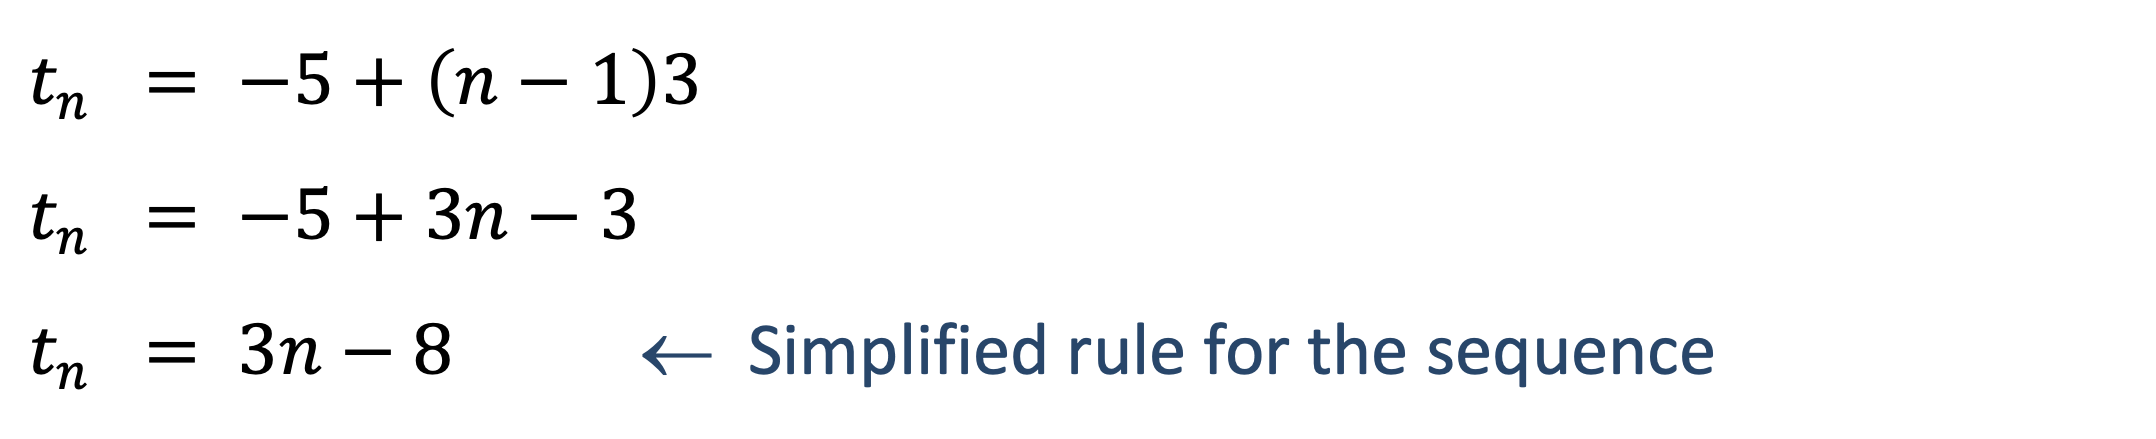 tₙ = −5 + (n − 1)3
tₙ = −5 + 3n − 3
tₙ = 3n − 8 ← Simplified rule for the sequence